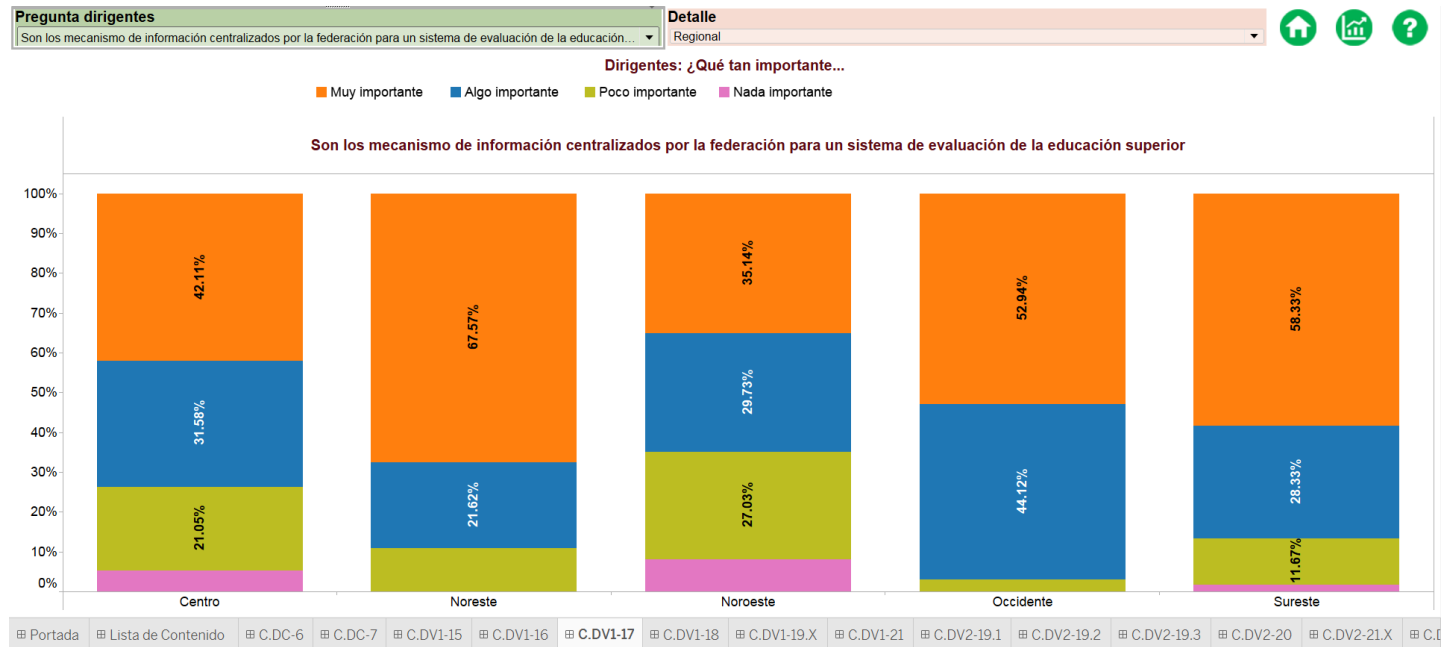 Pregunta dirigentes
Son los mecanismo de información centralizados por la federación para un sistema de evaluación de la educación...
Detalle
Regional
?
Dirigentes: ¿Qué tan importante...
Muy importante Algo importante Poco importante Nada importante
Son los mecanismo de información centralizados por la federación para un sistema de evaluación de la educación superior
100%
90%
80%
70%
60%
50%
40%
30%
20%
10%
0%
42.11%
31.58%
21.05%
67.57%
21.62%
35.14%
29.73%
27.03%
52.94%
44.12%
58.33%
28.33%
11.67%
Centro Noreste Noroeste Occidente Sureste
Portada Lista de Contenido C.DC-6 C.DC-7 C.DV1-15 C.DV1-16 C.DV1-17 C.DV1-18 C.DV1-19.X C.DV1-21 C.DV2-19.1 C.DV2-19.2 C.DV2-19.3 C.DV2-20 C.DV2-21.X